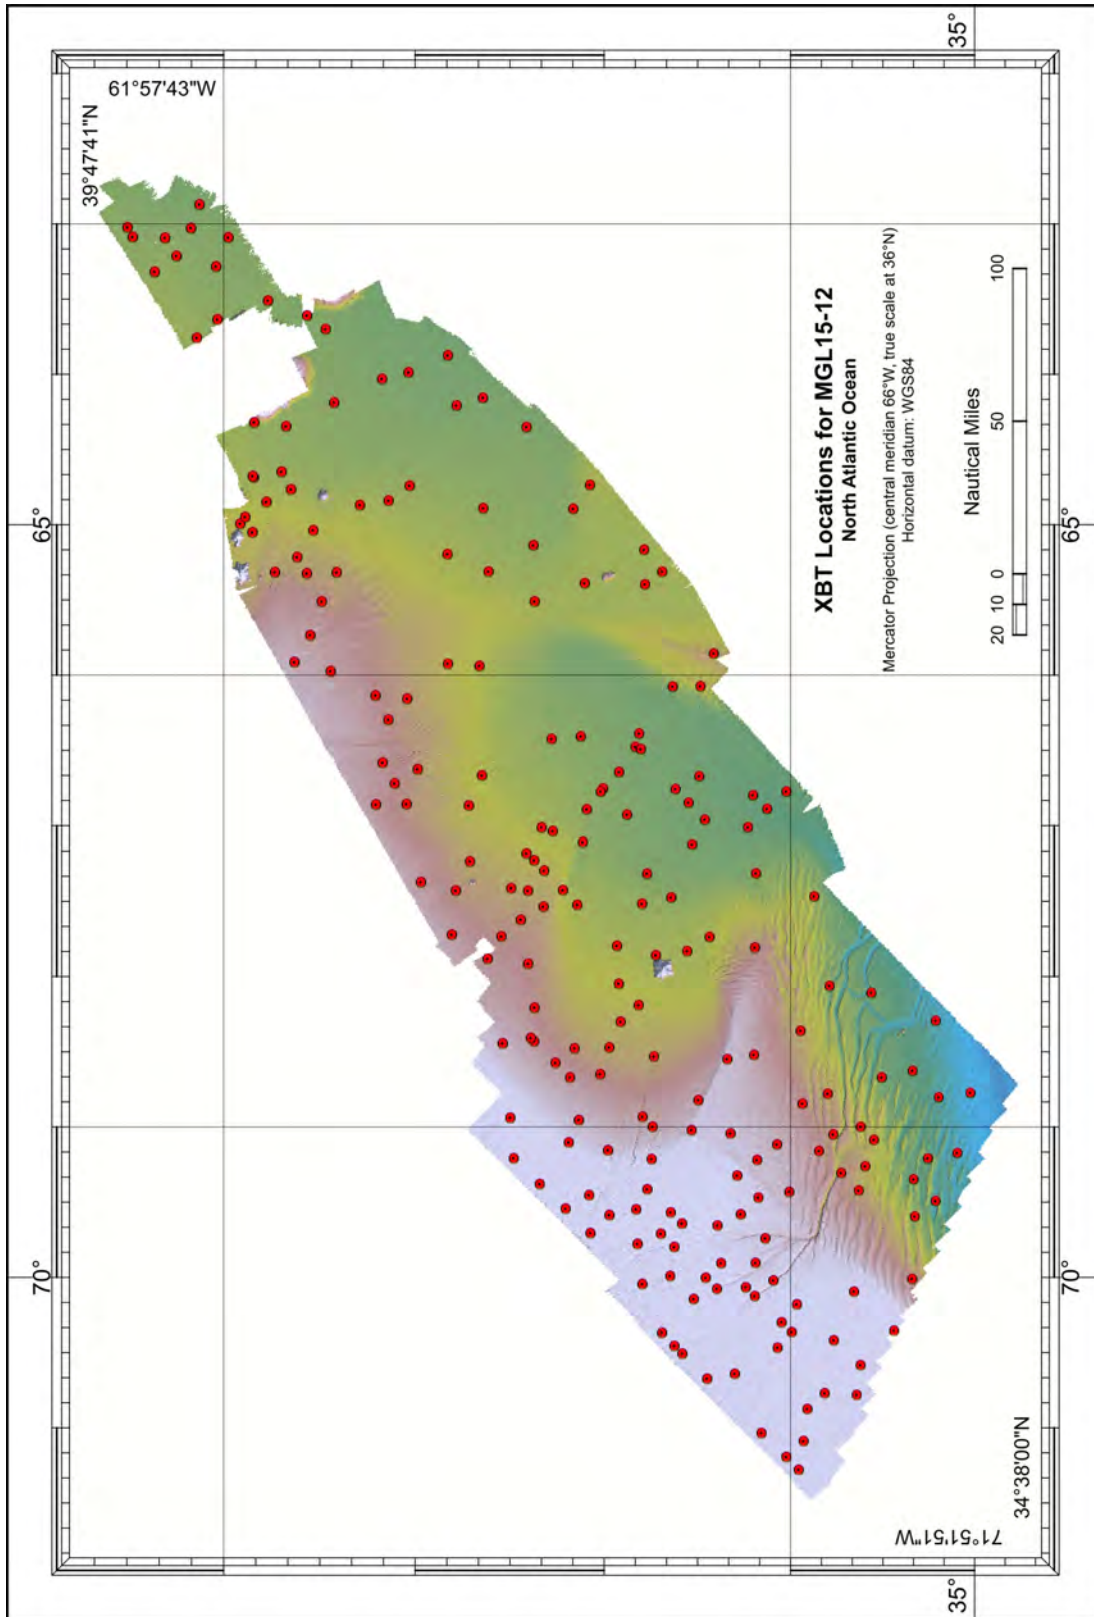 39°47'41"N
61°57'43"W
35°
65°
65°
70°
70°
35°
XBT Locations for MGL15-12
North Atlantic Ocean
Mercator Projection (central meridian 66°W, true scale at 36°N)
Horizontal datum: WGS84
Nautical Miles
20 10 0 50 100
34°38'00"N
71°51'51"W